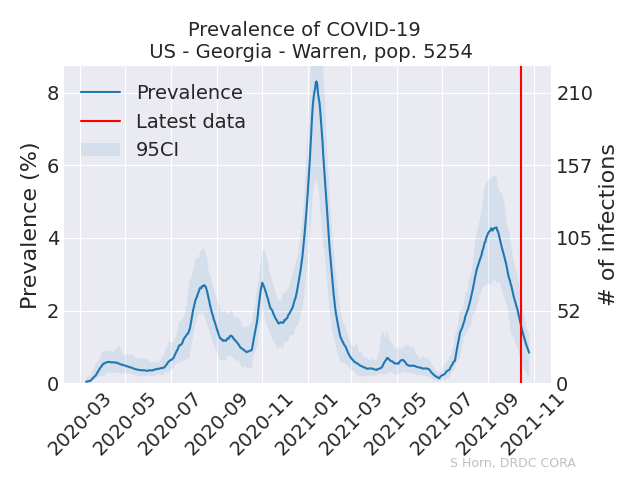 Prevalence of COVID-19
US - Georgia - Warren, pop. 5254
Prevalence
Latest data
95CI
Prevalence (%)
8
6
4
2
0
# of infections
210
157
105
52
0
2020-03
2020-05
2020-07
2020-09
2020-11
2021-01
2021-03
2021-05
2021-07
2021-09
2021-11
S Horn, DRDC CORA